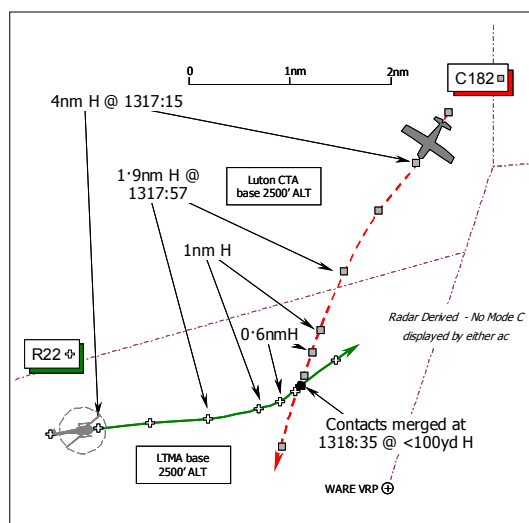 0
1nm
2nm
C182
4nm H @ 1317:15
1·9nm H @
1317:57
Luton CTA
base 2500' ALT
1nm H
0·6nmH
Radar Derived - No Mode C
displayed by either ac
R22
Contacts merged at
1318:35 @ <100yd H
LTMA base
2500' ALT
WARE VRP